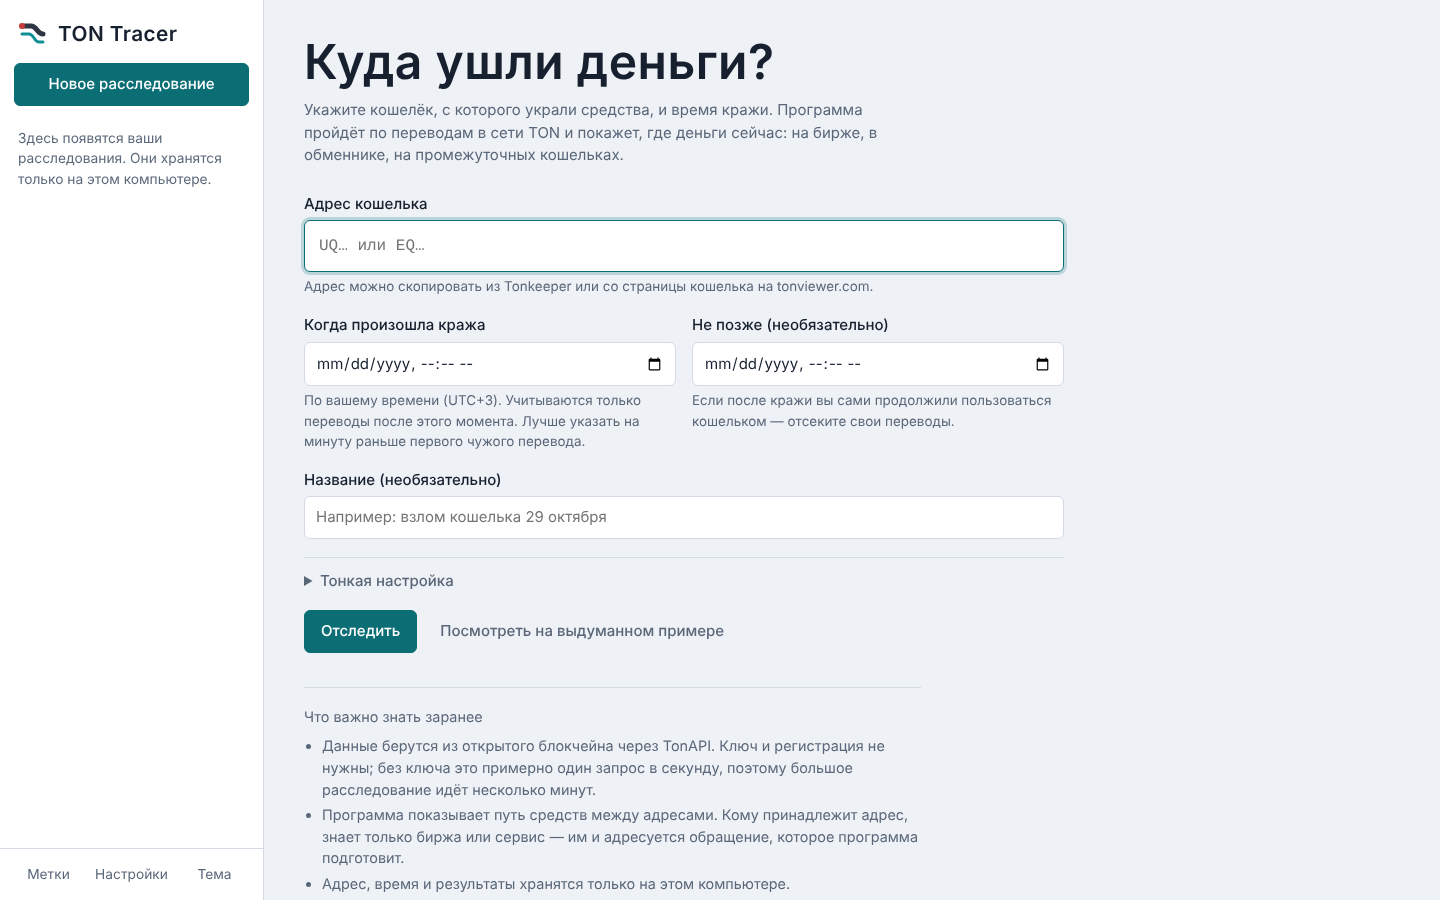 TON Tracer
Новое расследование
Здесь появятся ваши
расследования. Они хранятся
только на этом компьютере.
Метки
Настройки
Тема
Куда ушли деньги?
Укажите кошелёк, с которого украли средства, и время кражи. Программа
пройдёт по переводам в сети TON и покажет, где деньги сейчас: на бирже, в
обменнике, на промежуточных кошельках.
Адрес кошелька
UQ… или EQ…
Адрес можно скопировать из Tonkeeper или со страницы кошелька на tonviewer.com.
Когда произошла кража
mm/dd/yyyy, --:-- --
По вашему времени (UTC+3). Учитываются только
переводы после этого момента. Лучше указать на
минуту раньше первого чужого перевода.
Не позже (необязательно)
mm/dd/yyyy, --:-- --
Если после кражи вы сами продолжили пользоваться
кошельком — отсеките свои переводы.
Название (необязательно)
Например: взлом кошелька 29 октября
Тонкая настройка
Отследить
Посмотреть на выдуманном примере
Что важно знать заранее
• Данные берутся из открытого блокчейна через TonAPI. Ключ и регистрация не
нужны; без ключа это примерно один запрос в секунду, поэтому большое
расследование идёт несколько минут.
• Программа показывает путь средств между адресами. Кому принадлежит адрес,
знает только биржа или сервис — им и адресуется обращение, которое программа
подготовит.
• Адрес, время и результаты хранятся только на этом компьютере.